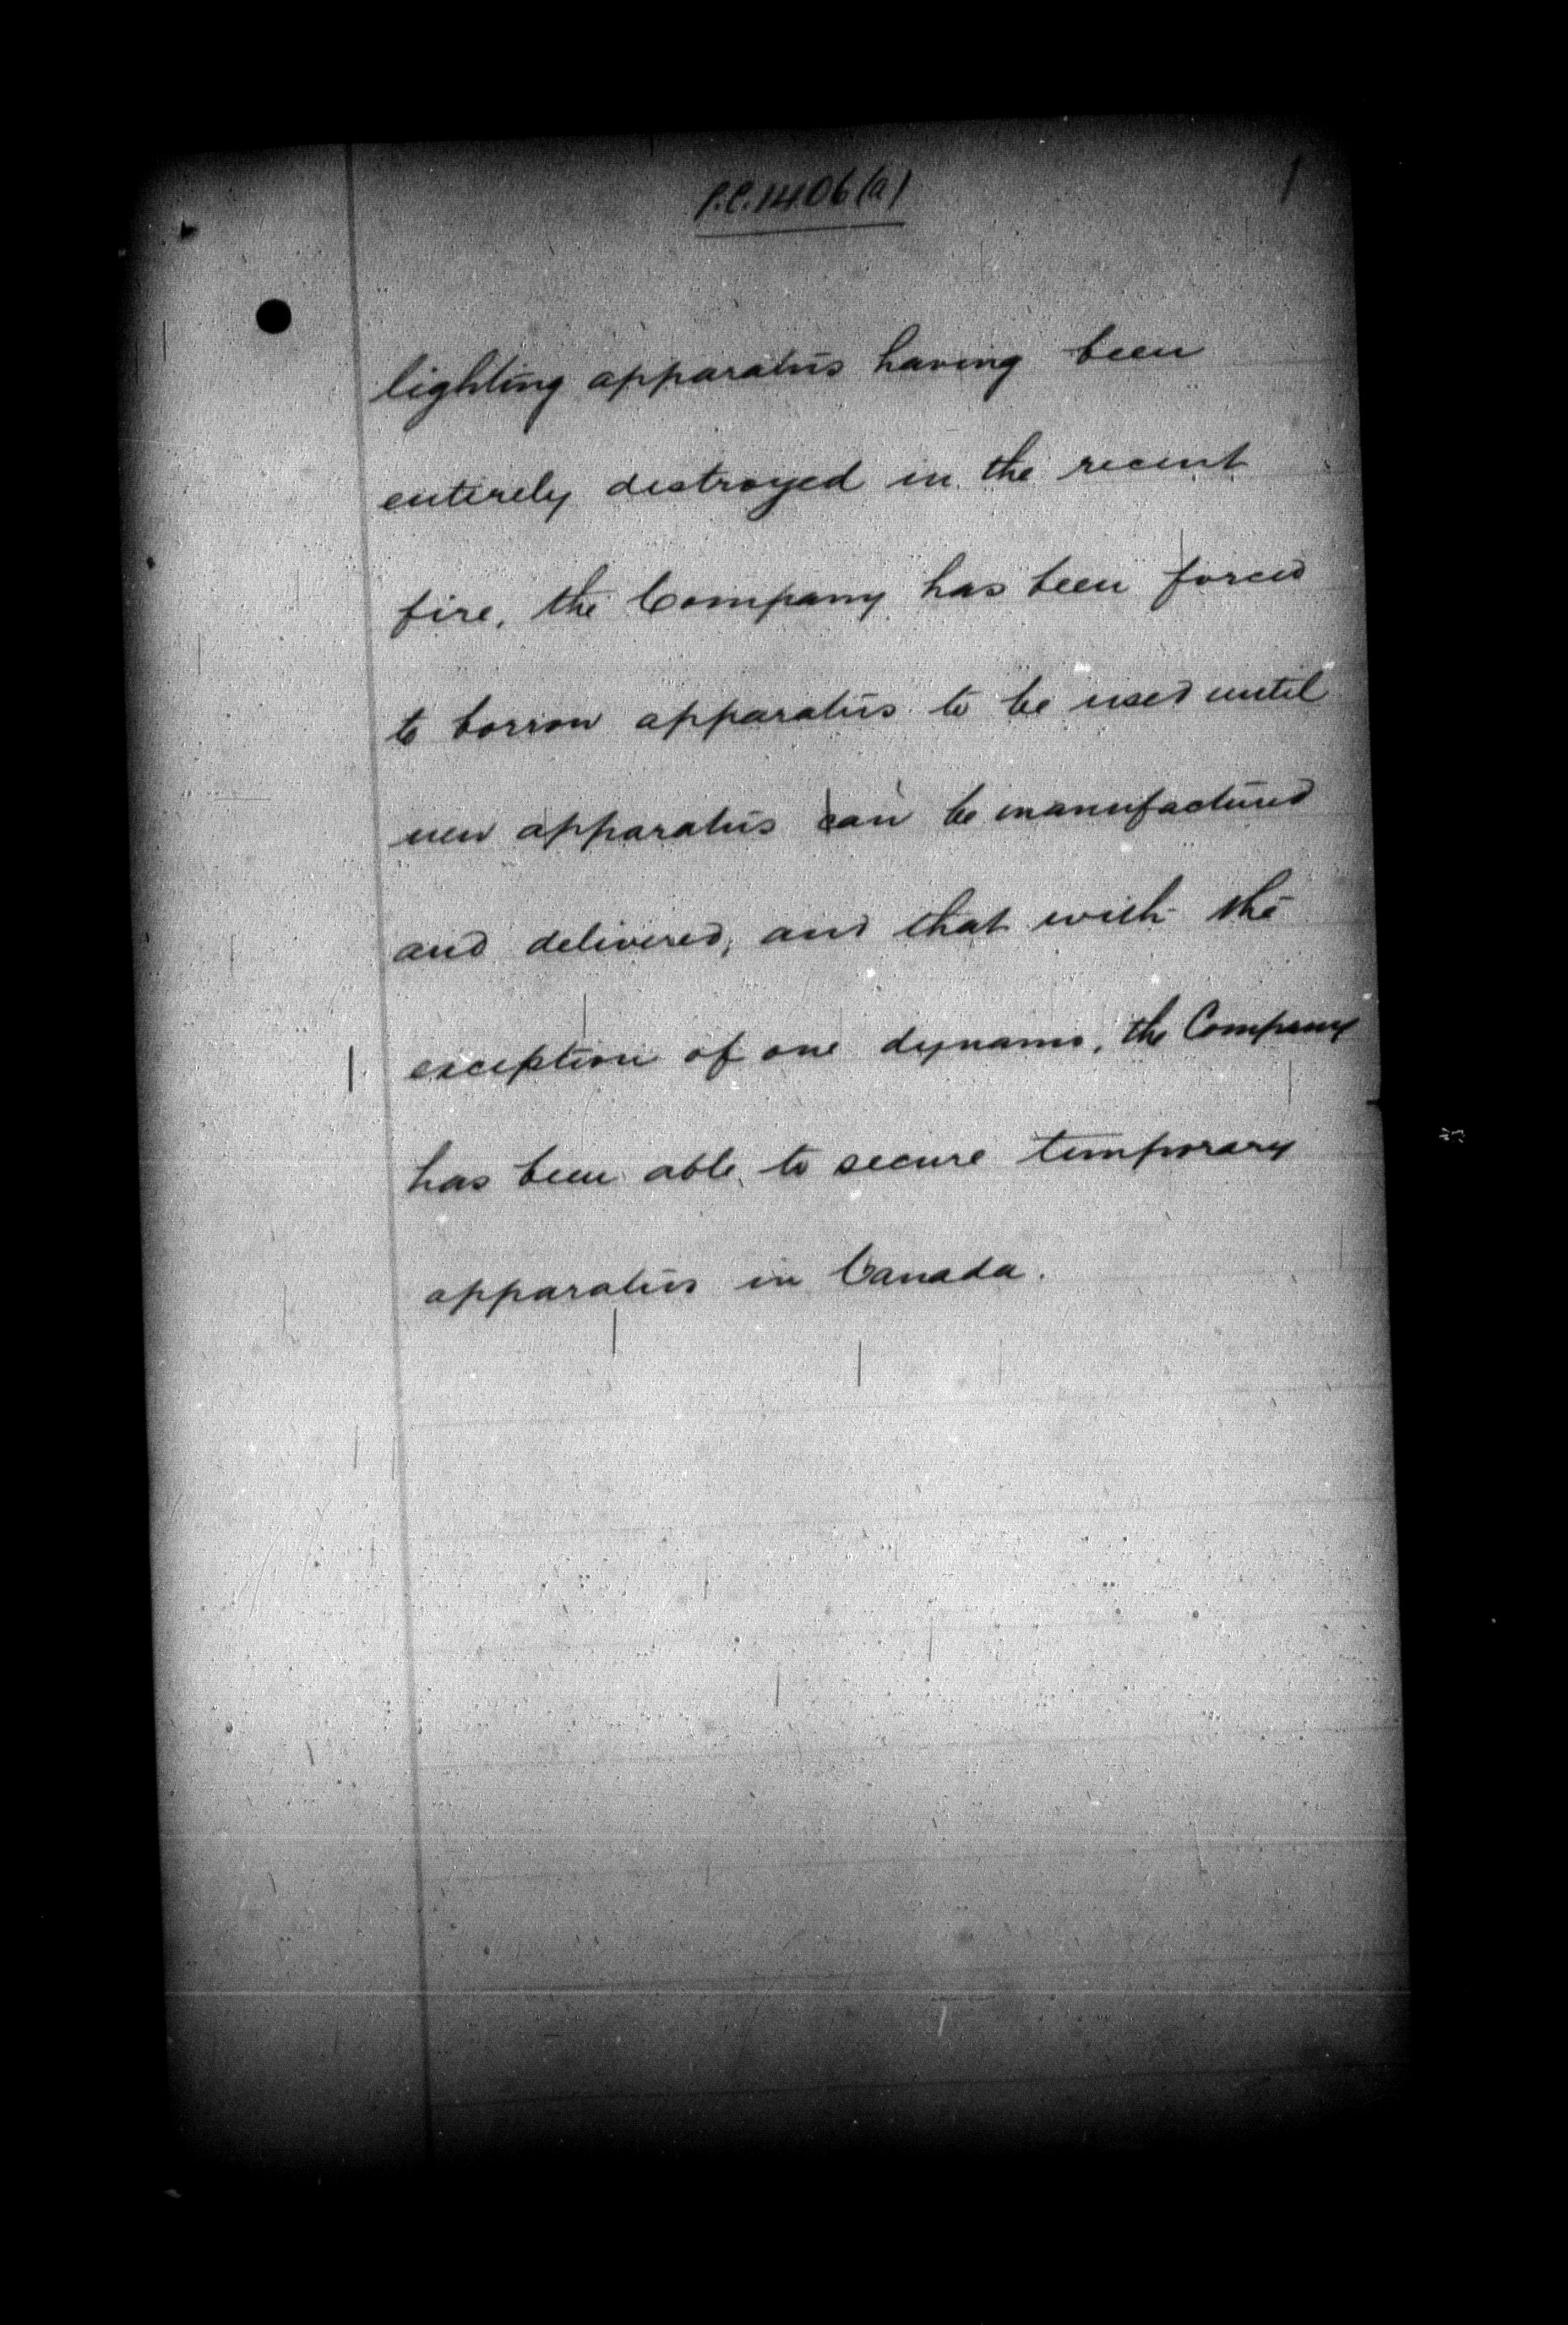 P.C. 1406(a)
lighting apparatus having been
entirely destroyed in the recent
fire, the Company has been forced
to borrow apparatus to be used until
new apparatus can be manufactured
and delivered, and that with the
exception of one dynamo, the Company
has been able to secure temporary
apparatus in Canada.